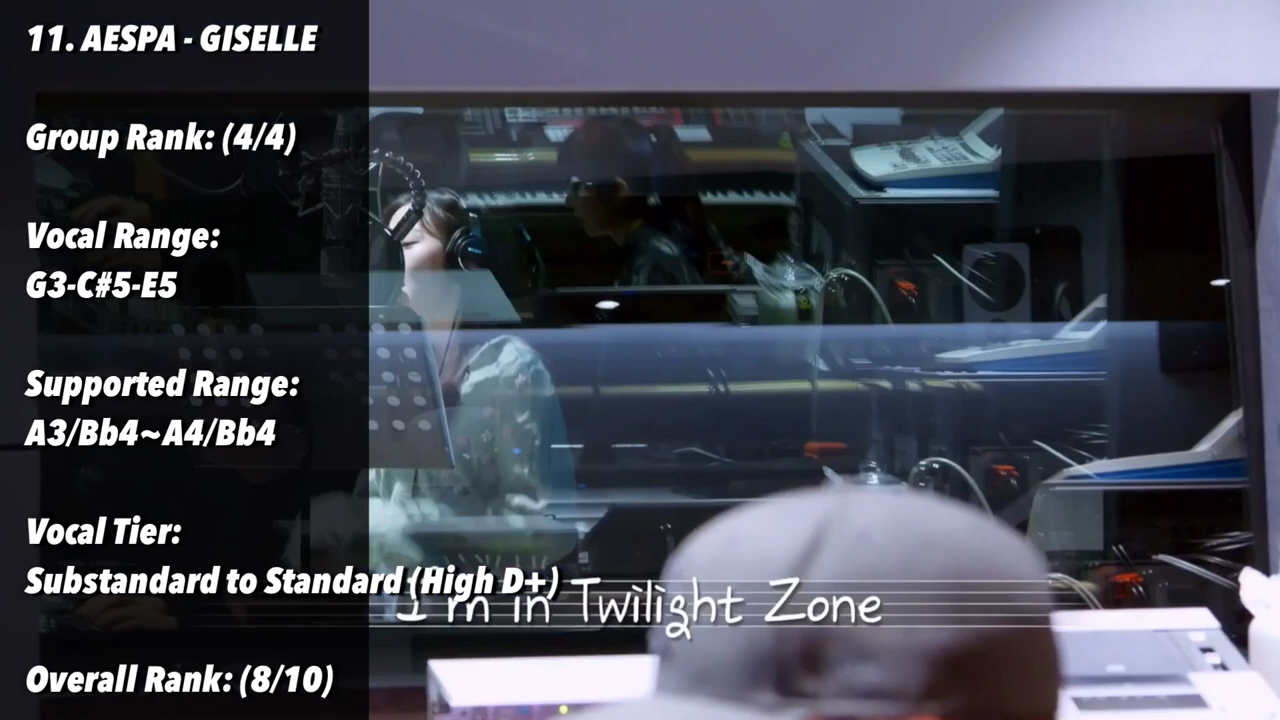 11. AESPA - GISELLE
Group Rank: (4/4)
Vocal Range:
G3-C#5-E5
Supported Range:
A3/Bb4~A4/Bb4
Vocal Tier:
Substandard to Standard (High D+)
I'm in Twilight Zone
Overall Rank: (8/10)